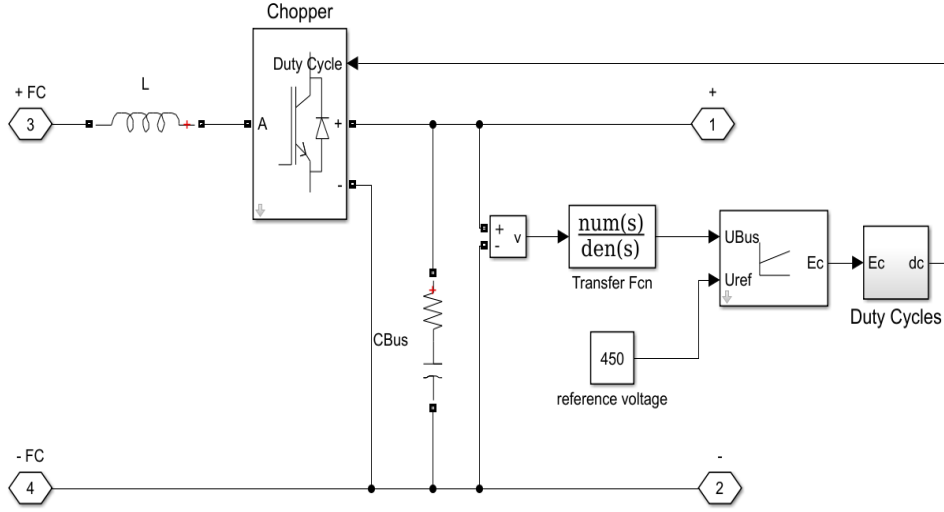 Chopper
Duty Cycle
L
+ FC
3
A
+
-
+
1
+
-
v
num(s)
den(s)
Transfer Fcn
UBus
Uref
Ec
Ec
dc
Duty Cycles
450
reference voltage
CBus
- FC
4
-
2